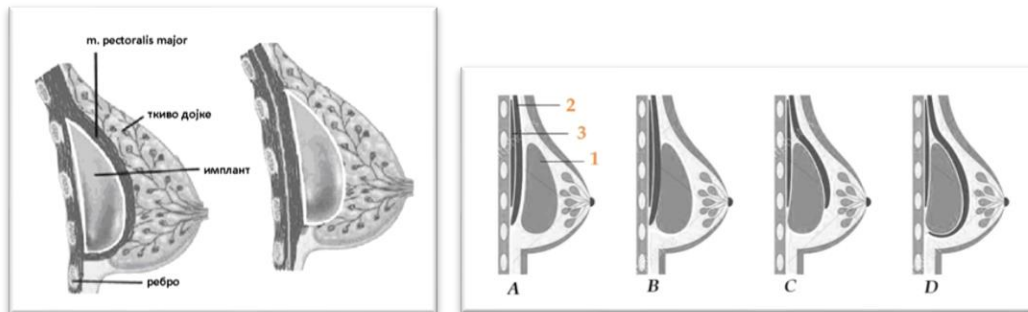 m. pectoralis major
ткиво дојке
имплант
ребро
2
3
1
A
B
C
D